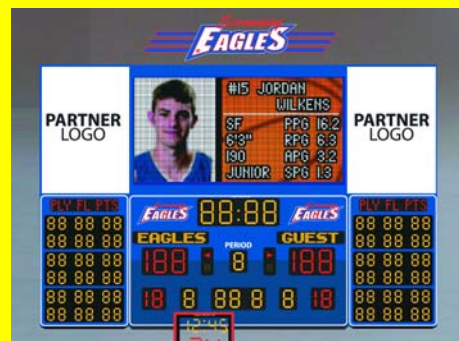 Screaming
EAGLES
PARTNER
LOGO
#15 JORDAN
WILKENS
SF PPG 16.2
6'3" RPG 6.3
190 APG 3.2
JUNIOR SPG 1.3
PARTNER
LOGO
PLY FL PTS
88 88 88
88 88 88
88 88 88
88 88 88
88 88 88
88 88 88
EAGLES
88:88
EAGLES
EAGLES
PERIOD
GUEST
188
8
188
18 8 88 8 8 18
PLY FL PTS
88 88 88
88 88 88
88 88 88
88 88 88
88 88 88
88 88 88
12:45